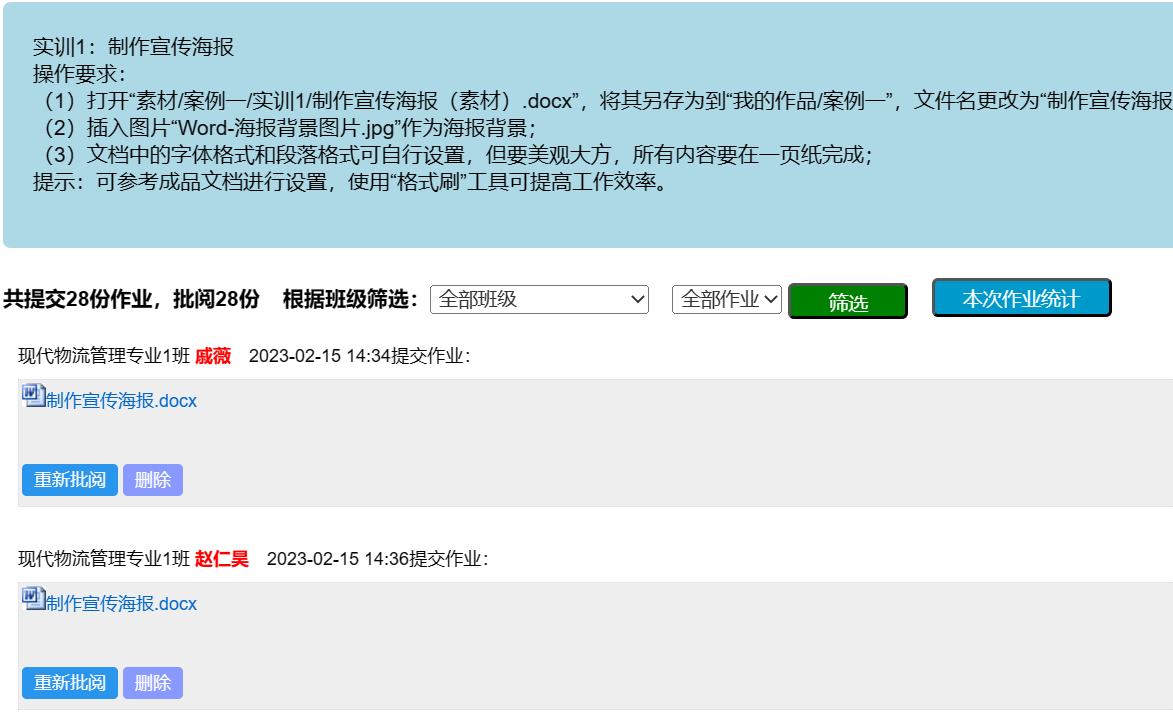 实训1：制作宣传海报
操作要求：
（1）打开“素材/案例一/实训1/制作宣传海报（素材）.docx”，将其另存为到“我的作品/案例一”，文件名更改为“制作宣传海报
（2）插入图片“Word-海报背景图片.jpg”作为海报背景；
（3）文档中的字体格式和段落格式可自行设置，但要美观大方，所有内容要在一页纸完成；
提示：可参考成品文档进行设置，使用“格式刷”工具可提高工作效率。
共提交28份作业，批阅28份 根据班级筛选： 全部班级 全部作业 筛选 本次作业统计
现代物流管理专业1班 戚薇 2023-02-15 14:34提交作业：
制作宣传海报.docx
重新批阅 删除
现代物流管理专业1班 赵仁昊 2023-02-15 14:36提交作业：
制作宣传海报.docx
重新批阅 删除